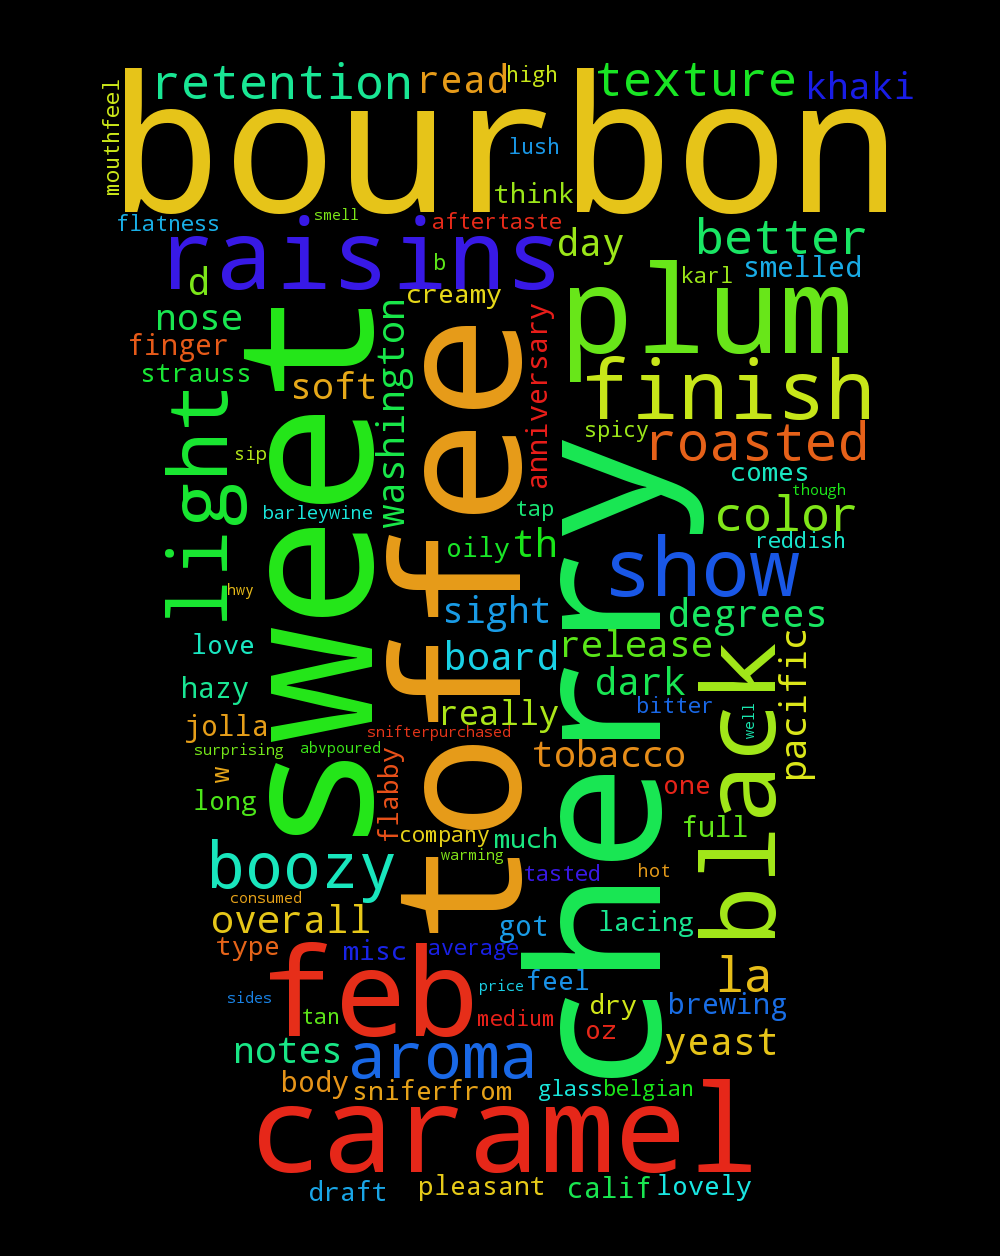 retention
read
high
texture
khaki
mouthfeel
bourbon
lush
think
flatness
smell
aftertaste
raisins
day
better
b
d
creamy
karl
smelled
plum
nose
finger
strauss
soft
washington
anniversary
sweet
toffee
finish
light
sip
spicy
roasted
comes
though
barleywine
tap
color
oily
th
reddish
cherry
show
hwy
sight
degrees
love
board
release
black
pacific
hazy
dark
jolla
really
bitter
well
surprising
abvpoured
snifterpurchased
tobacco
w
flabby
long
one
company
much
full
boozy
warming
tasted
hot
consumed
overall
got
lacing
type
misc
average
feb
la
sides
price
feel
tan
medium
dry
brewing
oz
notes
aroma
yeast
body
sniferfrom
glass
belgian
caramel
draft
pleasant
calif
lovely